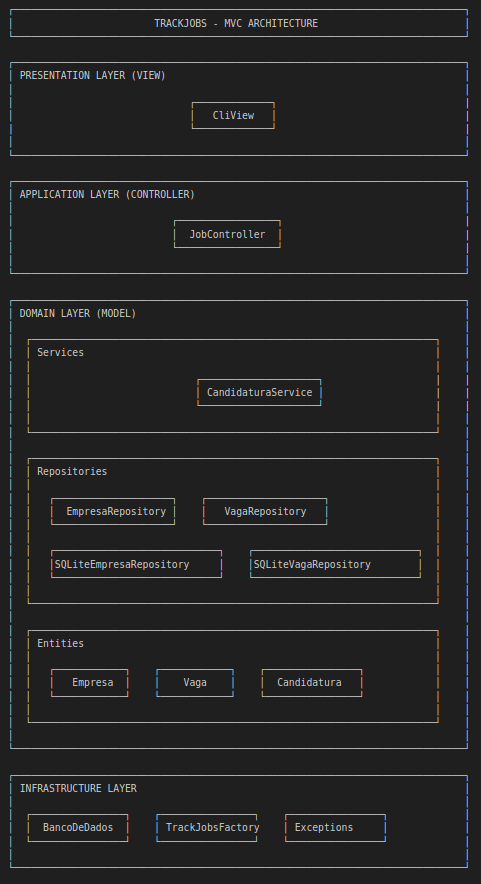 TRACKJOBS - MVC ARCHITECTURE
PRESENTATION LAYER (VIEW)
CliView
APPLICATION LAYER (CONTROLLER)
JobController
DOMAIN LAYER (MODEL)
Services
CandidaturaService
Repositories
EmpresaRepository VagaRepository
SQLiteEmpresaRepository SQLiteVagaRepository
Entities
Empresa Vaga Candidatura
INFRASTRUCTURE LAYER
BancoDeDados TrackJobsFactory Exceptions